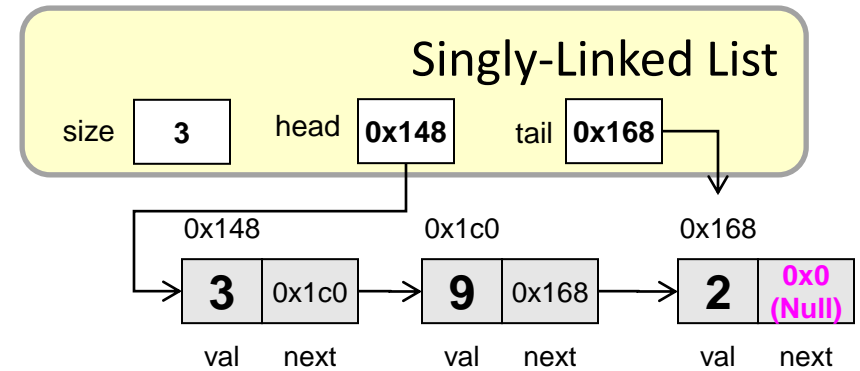 Singly-Linked List
size 3 head 0x148 tail 0x168
0x148 0x1c0 0x168
3 0x1c0 9 0x168 2 0x0
(Null)
val next val next val next